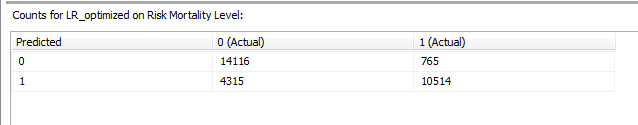 Counts for LR_optimized on Risk Mortality Level:
Predicted 0 (Actual) 1 (Actual)
0 14116 765
1 4315 10514